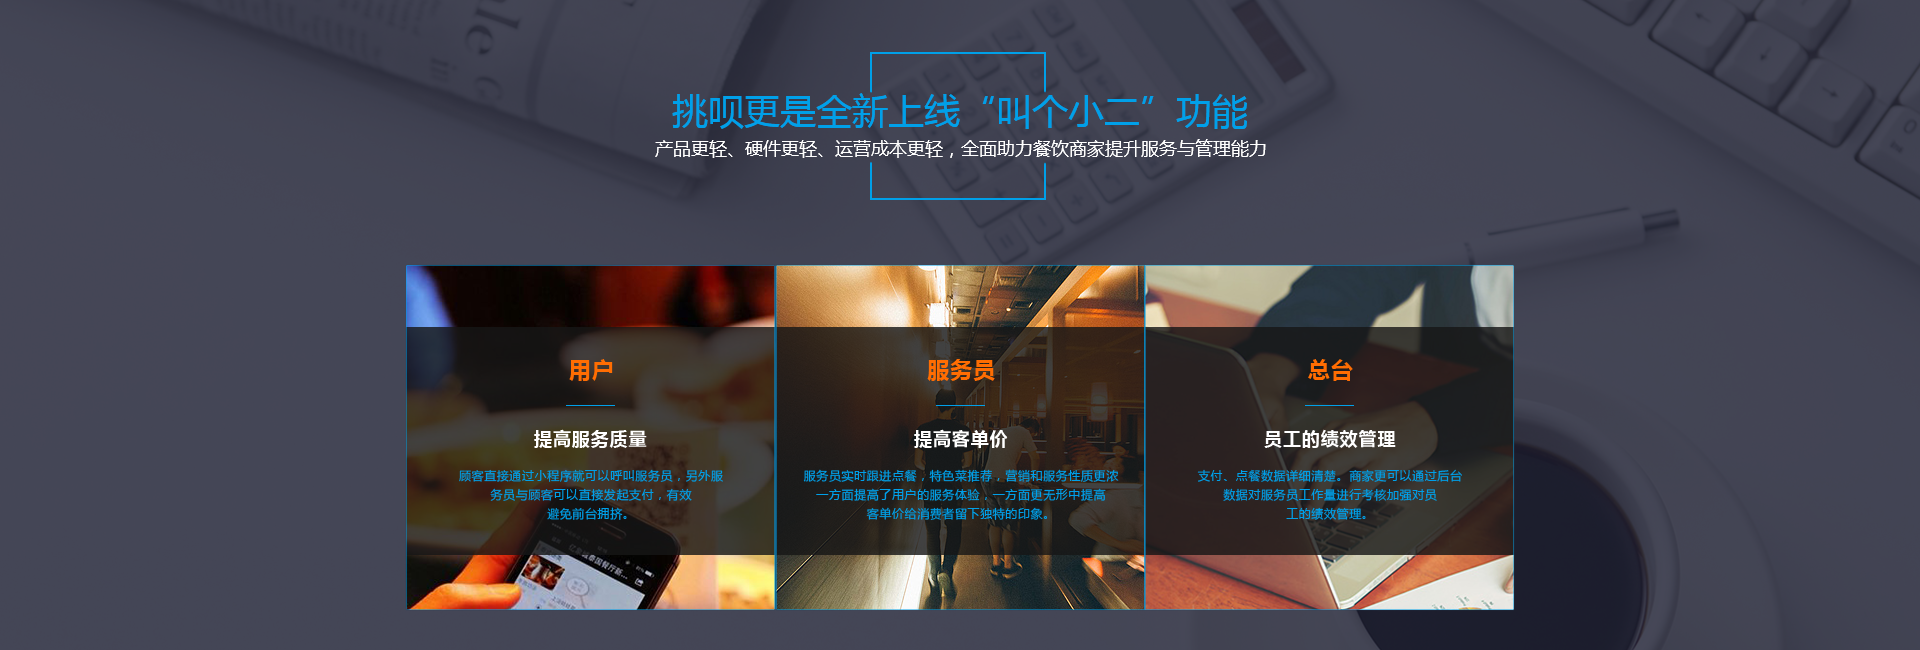 挑呗更是全新上线“叫个小二”功能
产品更轻、硬件更轻、运营成本更轻，全面助力餐饮商家提升服务与管理能力
用户
提高服务质量
顾客直接通过小程序就可以呼叫服务员，另外服
务员与顾客可以直接发起支付，有效
避免前台拥挤。
服务员
提高客单价
服务员实时跟进点餐，特色菜推荐，营销和服务性质更浓
一方面提高了用户的服务体验，一方面更无形中提高
客单价给消费者留下独特的印象。
总台
员工的绩效管理
支付、点餐数据详细清楚。商家更可以通过后台
数据对服务员工作量进行考核加强对员
工的绩效管理。